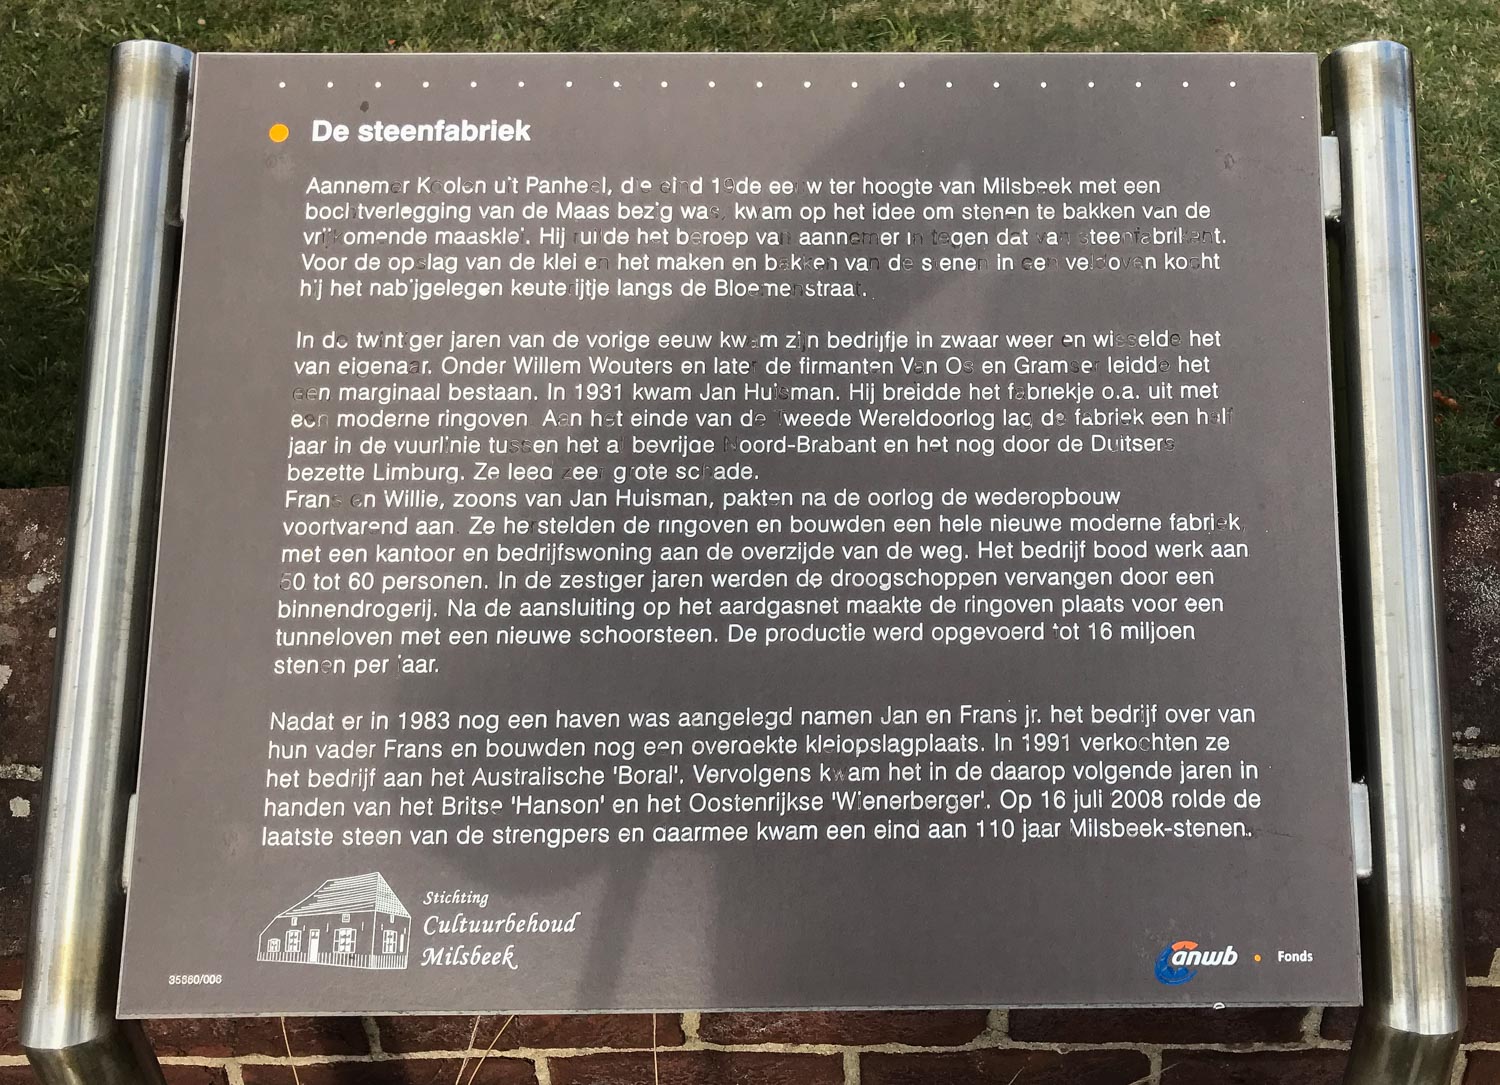 De steenfabriek
Aannemer Koolen uit Panheel, die eind 19de eeuw ter hoogte van Milsbeek met een
bochtverlegging van de Maas bezig was, kwam op het idee om stenen te bakken van de
vrijkomende maasklei. Hij ruilde het beroep van aannemer in tegen dat van steenfabrikant.
Voor de opslag van de klei en het maken en bakken van de stenen in een veldoven kocht
hij het nabijgelegen keuterijtje langs de Bloemenstraat.
In de twintiger jaren van de vorige eeuw kwam zijn bedrijfje in zwaar weer en wisselde het
van eigenaar. Onder Willem Wouters en later de firmanten Van Os en Gramser leidde het
een marginaal bestaan. In 1931 kwam Jan Huisman. Hij breidde het fabriekje o.a. uit met
een moderne ringoven. Aan het einde van de Tweede Wereldoorlog lag de fabriek een half
jaar in de vuurlinie tussen het al bevrijde Noord-Brabant en het nog door de Duitsers
bezette Limburg. Ze leed zeer grote schade.
Frans en Willie, zoons van Jan Huisman, pakten na de oorlog de wederopbouw
voortvarend aan. Ze herstelden de ringoven en bouwden een hele nieuwe moderne fabriek
met een kantoor en bedrijfswoning aan de overzijde van de weg. Het bedrijf bood werk aan
50 tot 60 personen. In de zestiger jaren werden de droogschoppen vervangen door een
binnendrogerij. Na de aansluiting op het aardgasnet maakte de ringoven plaats voor een
tunneloven met een nieuwe schoorsteen. De productie werd opgevoerd tot 16 miljoen
stenen per jaar.
Nadat er in 1983 nog een haven was aangelegd namen Jan en Frans jr. het bedrijf over van
hun vader Frans en bouwden nog een overdekte kleiopslagplaats. In 1991 verkochten ze
het bedrijf aan het Australische 'Boral'. Vervolgens kwam het in de daarop volgende jaren in
handen van het Britse 'Hanson' en het Oostenrijkse 'Wienerberger'. Op 16 juli 2008 rolde de
laatste steen van de strengpers en daarmee kwam een eind aan 110 jaar Milsbeek-stenen.
Stichting
Cultuurbehoud
Milsbeek
35880/006
anwb • Fonds